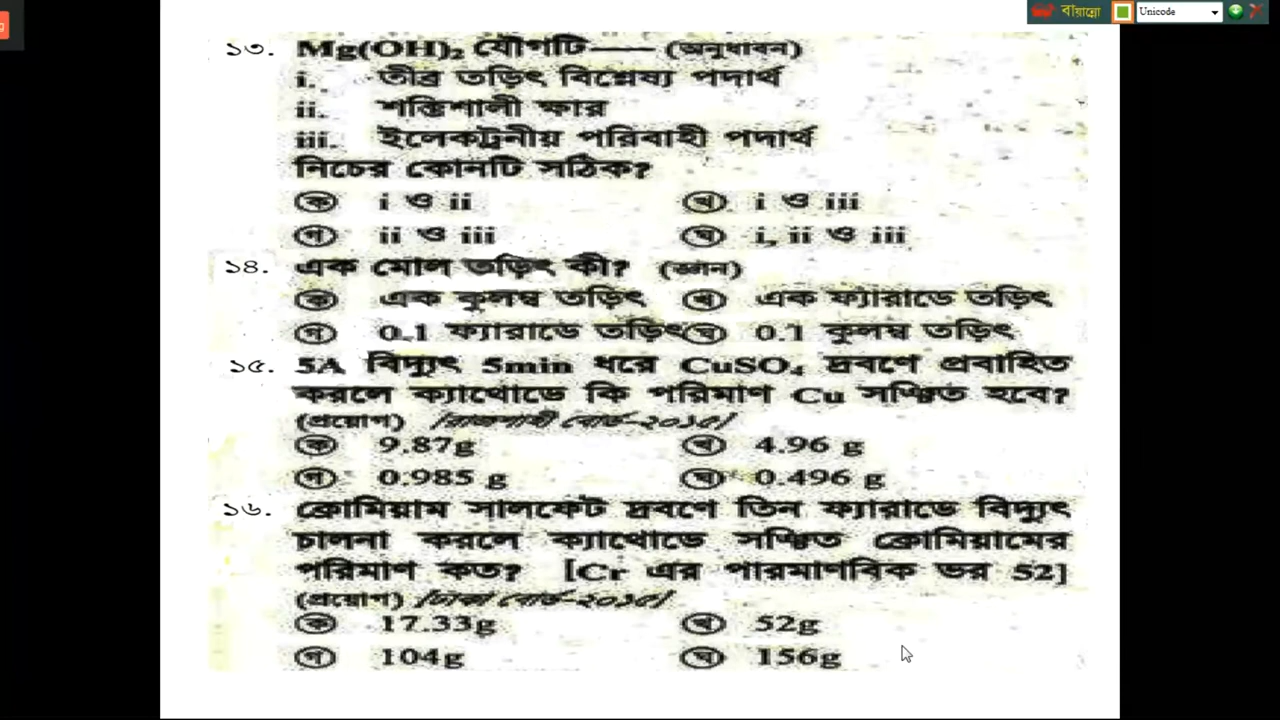 বায়ান্নো Unicode
১৩. Mg(OH)₂ যৌগটি—— (অনুধাবন)
i. তীব্র তড়িৎ বিশ্লেষ্য পদার্থ
ii. শক্তিশালী ক্ষার
iii. ইলেকট্রনীয় পরিবাহী পদার্থ
নিচের কোনটি সঠিক?
ক i ও ii খ i ও iii
গ ii ও iii ঘ i, ii ও iii
১৪. এক মোল তড়িৎ কী? (জ্ঞান)
ক এক কুলম্ব তড়িৎ খ এক ফ্যারাডে তড়িৎ
গ 0.1 ফ্যারাডে তড়িৎ ঘ 0.1 কুলম্ব তড়িৎ
১৫. 5A বিদ্যুৎ 5min ধরে CuSO₄ দ্রবণে প্রবাহিত
করলে ক্যাথোডে কি পরিমাণ Cu সঞ্চিত হবে?
(প্রয়োগ) [রাজশাহী বোর্ড-২০১৫]
ক 9.87g খ 4.96 g
গ 0.985 g ঘ 0.496 g
১৬. ক্রোমিয়াম সালফেট দ্রবণে তিন ফ্যারাডে বিদ্যুৎ
চালনা করলে ক্যাথোডে সঞ্চিত ক্রোমিয়ামের
পরিমাণ কত? [Cr এর পারমাণবিক ভর 52]
(প্রয়োগ) [ঢাকা বোর্ড-২০১৫]
ক 17.33g খ 52g
গ 104g ঘ 156g